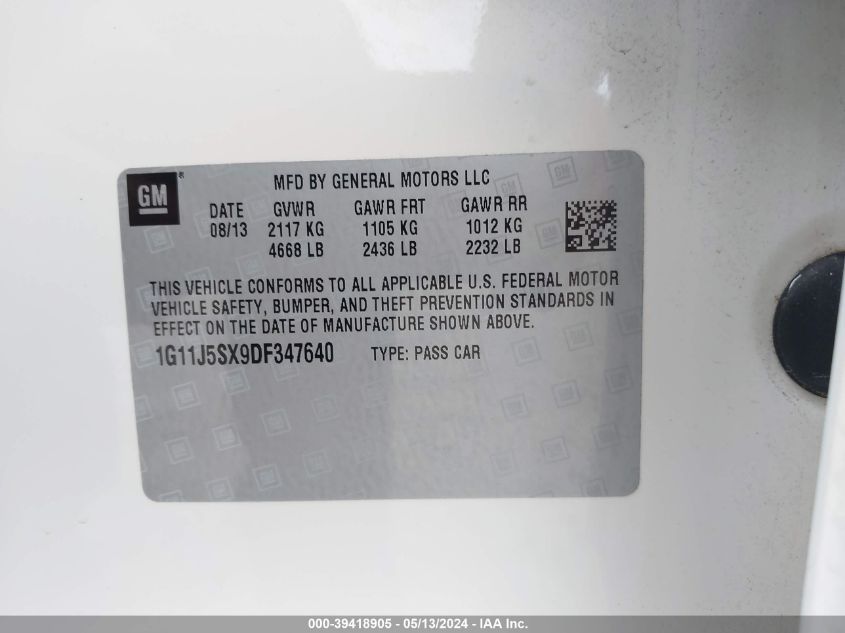 GM®
MFD BY GENERAL MOTORS LLC
DATE GVWR GAWR FRT GAWR RR
08/13 2117 KG 1105 KG 1012 KG
4668 LB 2436 LB 2232 LB
THIS VEHICLE CONFORMS TO ALL APPLICABLE U.S. FEDERAL MOTOR
VEHICLE SAFETY, BUMPER, AND THEFT PREVENTION STANDARDS IN
EFFECT ON THE DATE OF MANUFACTURE SHOWN ABOVE.
1G11J5SX9DF347640 TYPE: PASS CAR
000-39418905 - 05/13/2024 - IAA Inc.